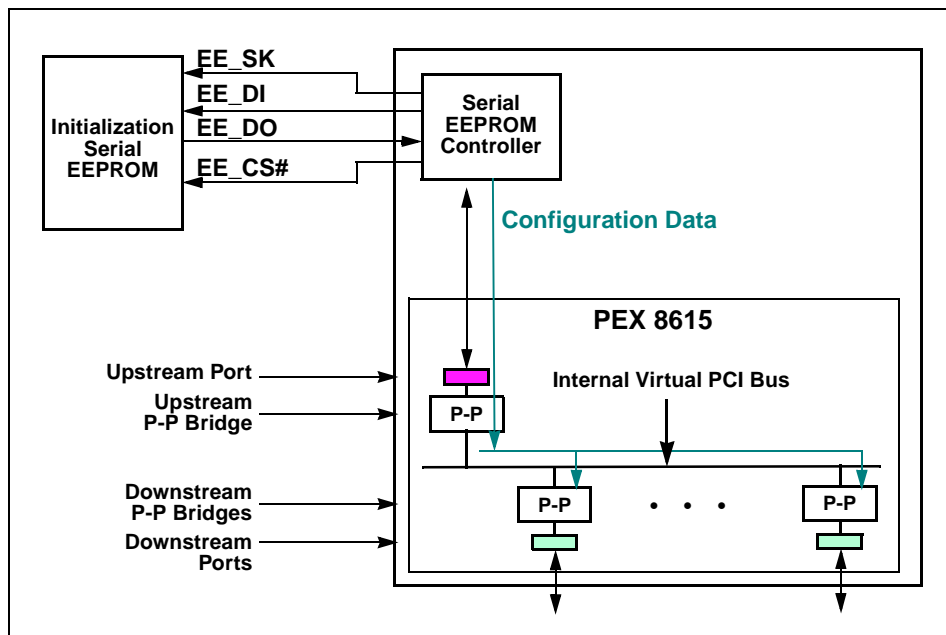 EE_SK
EE_DI
EE_DO
EE_CS#
Initialization
Serial
EEPROM
Serial
EEPROM
Controller
Configuration Data
PEX 8615
Upstream Port
Upstream
P-P Bridge
Internal Virtual PCI Bus
P-P
Downstream
P-P Bridges
Downstream
Ports
P-P
• • •
P-P